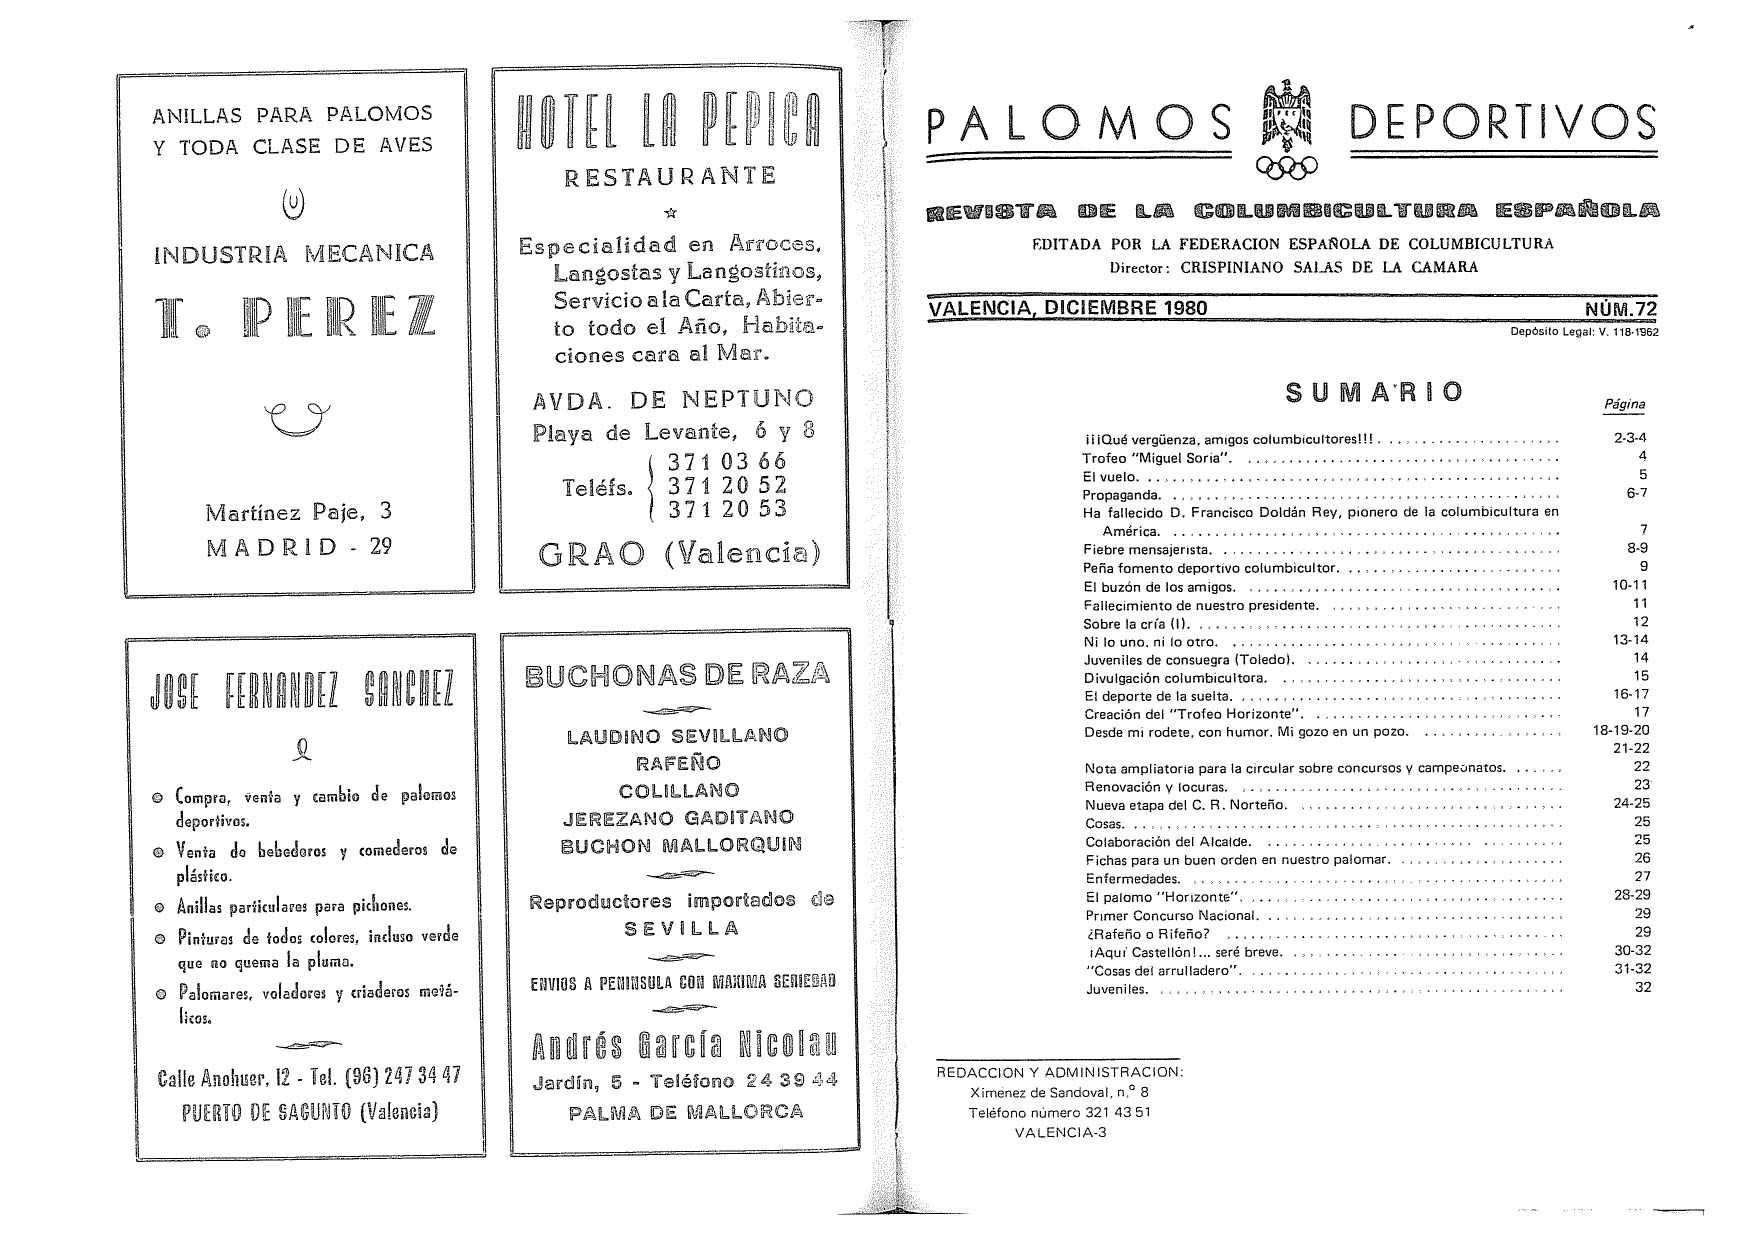 ANILLAS PARA PALOMOS
Y TODA CLASE DE AVES
INDUSTRIA MECANICA
T. PEREZ
Martínez Paje, 3
MADRID - 29
HOTEL LA PEPICA
RESTAURANTE
Especialidad en Arroces,
Langostas y Langostinos,
Servicio a la Carta, Abier-
to todo el Año, Habita-
ciones cara al Mar.
AVDA. DE NEPTUNO
Playa de Levante, 6 y 8
371 03 66
Teléfs. 371 20 52
371 20 53
GRAO (Valencia)
JOSE FERNANDEZ SANCHEZ
Compra, venta y cambio de palomos
deportivos.
Venta de bebederos y comederos de
plástico.
Anillas particulares para pichones.
Pinturas de todos colores, incluso verde
que no quema la pluma.
Palomares, voladores y criaderos metá-
licos.
Calle Anohuer, 12 - Tel. (96) 247 34 47
PUERTO DE SAGUNTO (Valencia)
BUCHONAS DE RAZA
LAUDINO SEVILLANO
RAFEÑO
COLILLANO
JEREZANO GADITANO
BUCHON MALLORQUIN
Reproductores importados de
SEVILLA
ENVIOS A PENINSULA CON MAXIMA SERIEDAD
Andrés García Nicolau
Jardín, 5 - Teléfono 24 39 44
PALMA DE MALLORCA
PALOMOS DEPORTIVOS
REVISTA DE LA COLUMBICULTURA ESPAÑOLA
EDITADA POR LA FEDERACION ESPAÑOLA DE COLUMBICULTURA
Director: CRISPINIANO SALAS DE LA CAMARA
VALENCIA, DICIEMBRE 1980 NÚM.72
Depósito Legal: V. 118-1962
SUMARIO
Página
¡¡¡Qué vergüenza, amigos columbicultores!!! 2-3-4
Trofeo "Miguel Soria". 4
El vuelo. 5
Propaganda. 6-7
Ha fallecido D. Francisco Doldán Rey, pionero de la columbicultura en
América. 7
Fiebre mensajerista. 8-9
Peña fomento deportivo columbicultor. 9
El buzón de los amigos. 10-11
Fallecimiento de nuestro presidente. 11
Sobre la cría (I). 12
Ni lo uno, ni lo otro. 13-14
Juveniles de consuegra (Toledo). 14
Divulgación columbicultora. 15
El deporte de la suelta. 16-17
Creación del "Trofeo Horizonte". 17
Desde mi rodete, con humor. Mi gozo en un pozo. 18-19-20
21-22
Nota ampliatoria para la circular sobre concursos y campeonatos. 22
Renovación y locuras. 23
Nueva etapa del C. R. Norteño. 24-25
Cosas. 25
Colaboración del Alcalde. 25
Fichas para un buen orden en nuestro palomar. 26
Enfermedades. 27
El palomo "Horizonte". 28-29
Primer Concurso Nacional. 29
¿Rafeño o Rifeño? 29
¡Aquí Castellón!... seré breve. 30-32
"Cosas del arrulladero". 31-32
Juveniles. 32
REDACCION Y ADMINISTRACION:
Ximenez de Sandoval, n.º 8
Teléfono número 321 43 51
VALENCIA-3